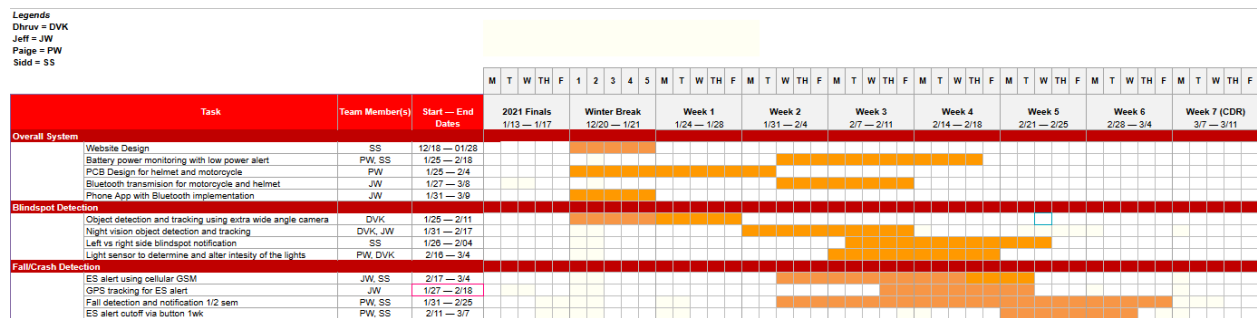 Legends
Dhruv = DVK
Jeff = JW
Paige = PW
Sidd = SS
M T W TH F 1 2 3 4 5 M T W TH F M T W TH F M T W TH F M T W TH F M T W TH F M T W TH F M T W TH F
Task Team Member(s) Start — End Dates 2021 Finals Winter Break Week 1 Week 2 Week 3 Week 4 Week 5 Week 6 Week 7 (CDR)
1/13 — 1/17 12/20 — 1/21 1/24 — 1/28 1/31 — 2/4 2/7 — 2/11 2/14 — 2/18 2/21 — 2/25 2/28 — 3/4 3/7 — 3/11
Overall System
Website Design SS 12/18 — 01/28
Battery power monitoring with low power alert PW, SS 1/25 — 2/18
PCB Design for helmet and motorcycle PW 1/25 — 2/4
Bluetooth transmision for motorcycle and helmet JW 1/27 — 3/8
Phone App with Bluetooth implementation JW 1/31 — 3/9
Blindspot Detection
Object detection and tracking using extra wide angle camera DVK 1/25 — 2/11
Night vision object detection and tracking DVK, JW 1/31 — 2/17
Left vs right side blindspot notification SS 1/26 — 2/04
Light sensor to determine and alter intesity of the lights PW, DVK 2/16 — 3/4
Fall/Crash Detection
ES alert using cellular GSM JW, SS 2/17 — 3/4
GPS tracking for ES alert JW 1/27 — 2/18
Fall detection and notification 1/2 sem PW, SS 1/31 — 2/25
ES alert cutoff via button 1wk PW, SS 2/11 — 3/7